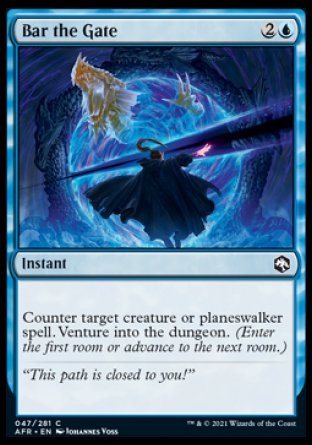 Bar the Gate 2
Instant
Counter target creature or planeswalker
spell. Venture into the dungeon. (Enter
the first room or advance to the next room.)
“This path is closed to you!”
047/281 C
AFR • EN Johannes Voss
™ & © 2021 Wizards of the Coast